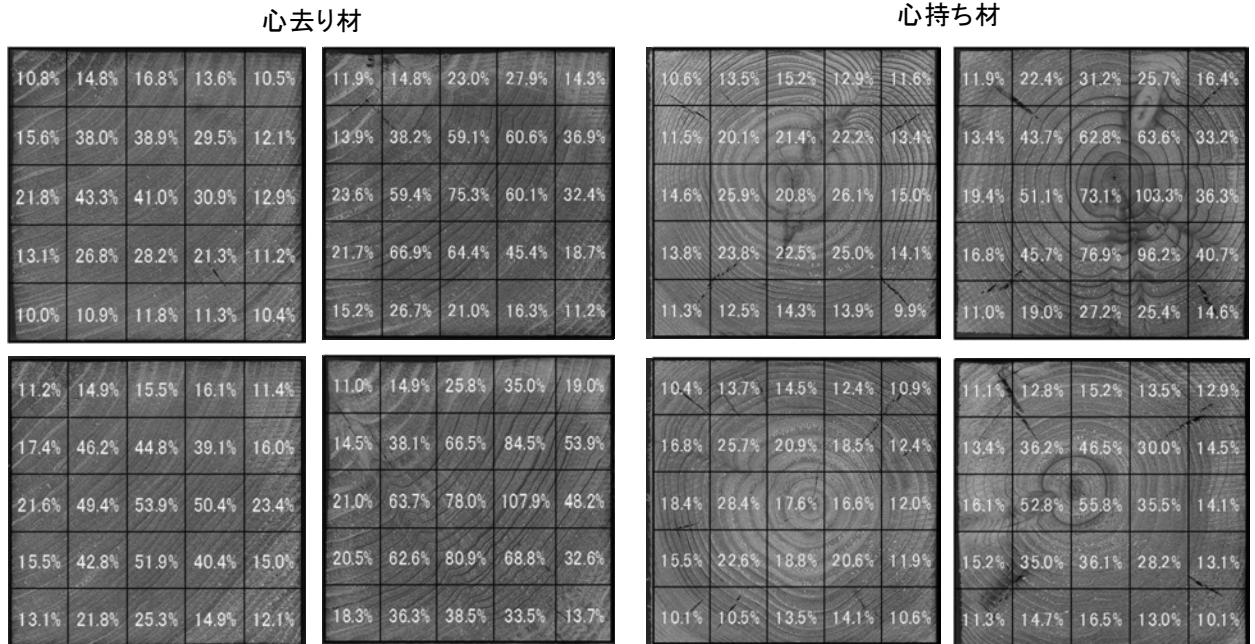 心去り材
心持ち材
10.8% 14.8% 16.8% 13.6% 10.5%
15.6% 38.0% 38.9% 29.5% 12.1%
21.8% 43.3% 41.0% 30.9% 12.9%
13.1% 26.8% 28.2% 21.3% 11.2%
10.0% 10.9% 11.8% 11.3% 10.4%
11.9% 14.8% 23.0% 27.9% 14.3%
13.9% 38.2% 59.1% 60.6% 36.9%
23.6% 59.4% 75.3% 60.1% 32.4%
21.7% 66.9% 64.4% 45.4% 18.7%
15.2% 26.7% 21.0% 16.3% 11.2%
10.6% 13.5% 15.2% 12.9% 11.6%
11.5% 20.1% 21.4% 22.2% 13.4%
14.6% 25.9% 20.8% 26.1% 15.0%
13.8% 23.8% 22.5% 25.0% 14.1%
11.3% 12.5% 14.3% 13.9% 9.9%
11.9% 22.4% 31.2% 25.7% 16.4%
13.4% 43.7% 62.8% 63.6% 33.2%
19.4% 51.1% 73.1% 103.3% 36.3%
16.8% 45.7% 76.9% 96.2% 40.7%
11.0% 19.0% 27.2% 25.4% 14.6%
11.2% 14.9% 15.5% 16.1% 11.4%
17.4% 46.2% 44.8% 39.1% 16.0%
21.6% 49.4% 53.9% 50.4% 23.4%
15.5% 42.8% 51.9% 40.4% 15.0%
13.1% 21.8% 25.3% 14.9% 12.1%
11.0% 14.9% 25.8% 35.0% 19.0%
14.5% 38.1% 66.5% 84.5% 53.9%
21.0% 63.7% 78.0% 107.9% 48.2%
20.5% 62.6% 80.9% 68.8% 32.6%
18.3% 36.3% 38.5% 33.5% 13.7%
10.4% 13.7% 14.5% 12.4% 10.9%
16.8% 25.7% 20.9% 18.5% 12.4%
18.4% 28.4% 17.6% 16.6% 12.0%
15.5% 22.6% 18.8% 20.6% 11.9%
10.1% 10.5% 13.5% 14.1% 10.6%
11.1% 12.8% 15.2% 13.5% 12.9%
13.4% 36.2% 46.5% 30.0% 14.5%
16.1% 52.8% 55.8% 35.5% 14.1%
15.2% 35.0% 36.1% 28.2% 13.1%
11.3% 14.7% 16.5% 13.0% 10.1%